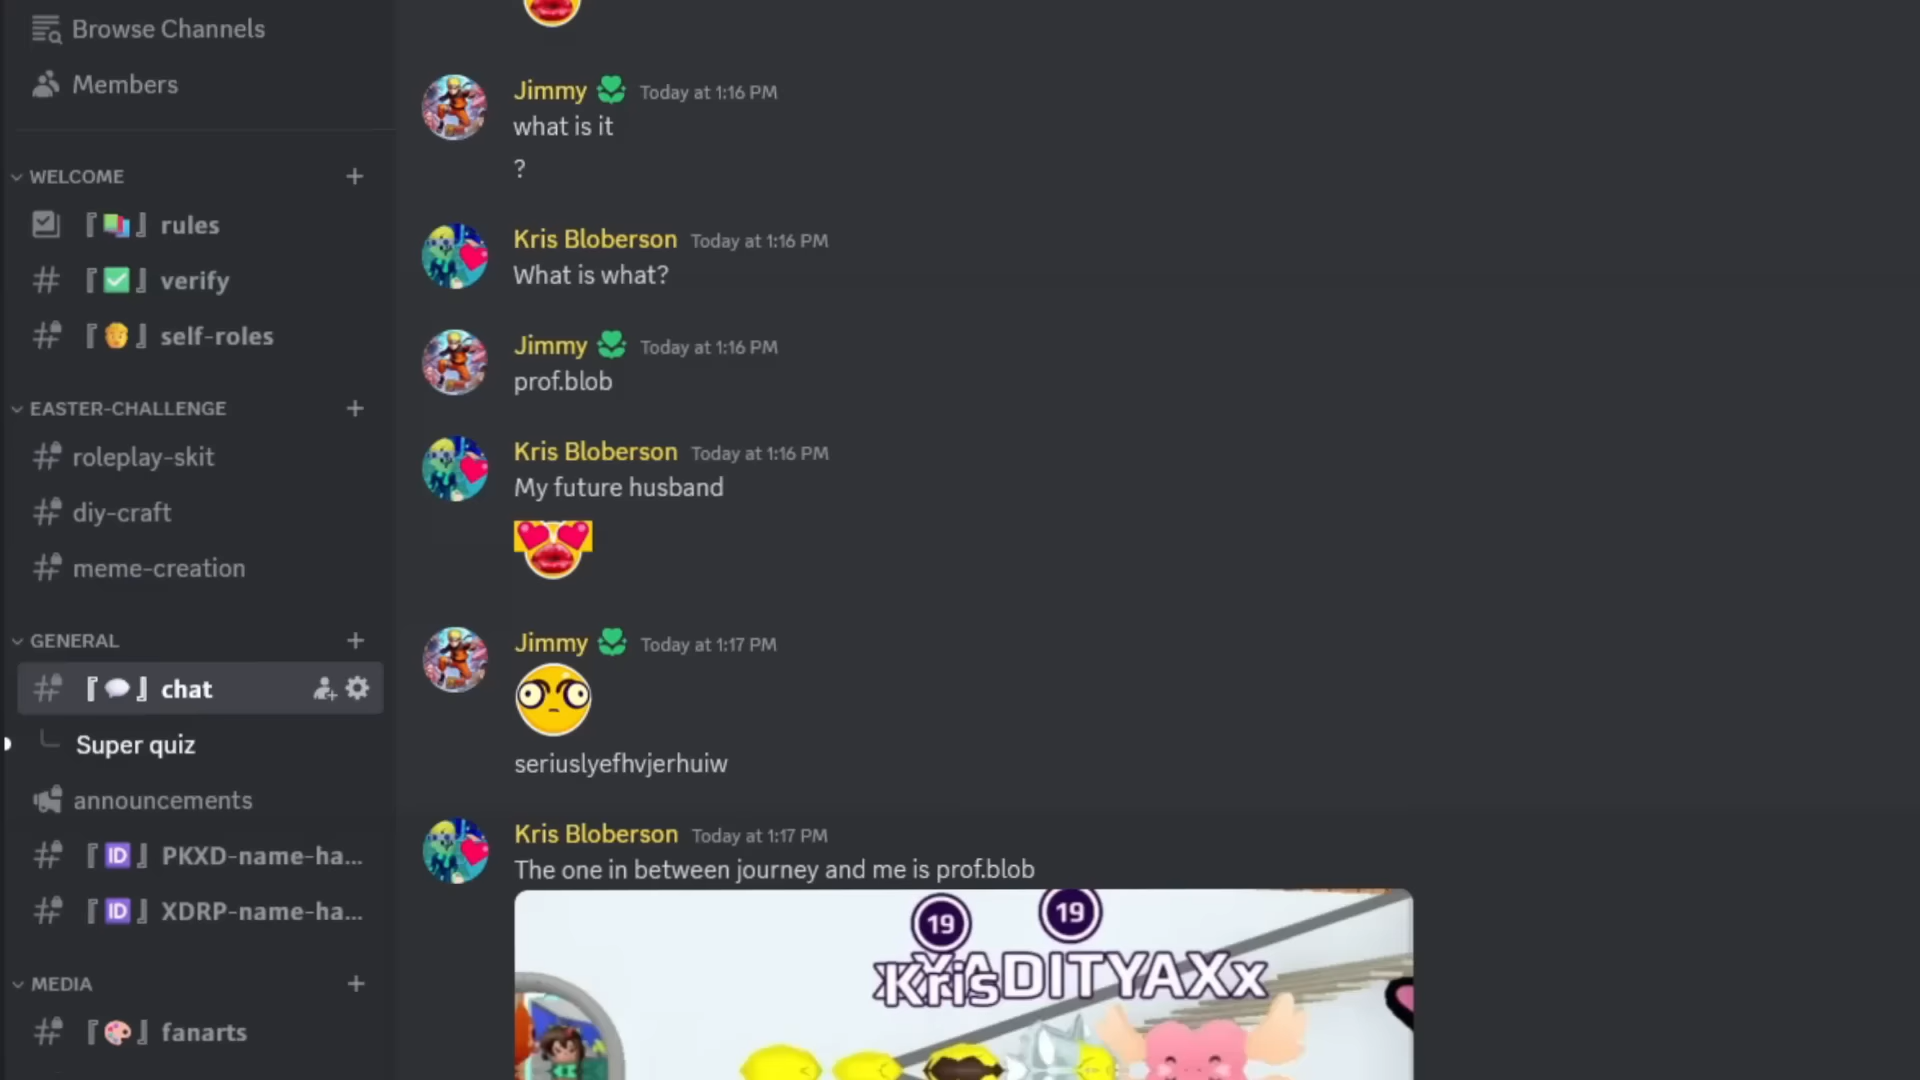 Browse Channels
Members
WELCOME
rules
verify
self-roles
EASTER-CHALLENGE
roleplay-skit
diy-craft
meme-creation
GENERAL
chat
Super quiz
announcements
ID PKXD-name-ha...
ID XDRP-name-ha...
MEDIA
fanarts
Jimmy Today at 1:16 PM
what is it
?
Kris Bloberson Today at 1:16 PM
What is what?
Jimmy Today at 1:16 PM
prof.blob
Kris Bloberson Today at 1:16 PM
My future husband
Jimmy Today at 1:17 PM
seriuslyefhvjerhuiw
Kris Bloberson Today at 1:17 PM
The one in between journey and me is prof.blob
19 19
Kris